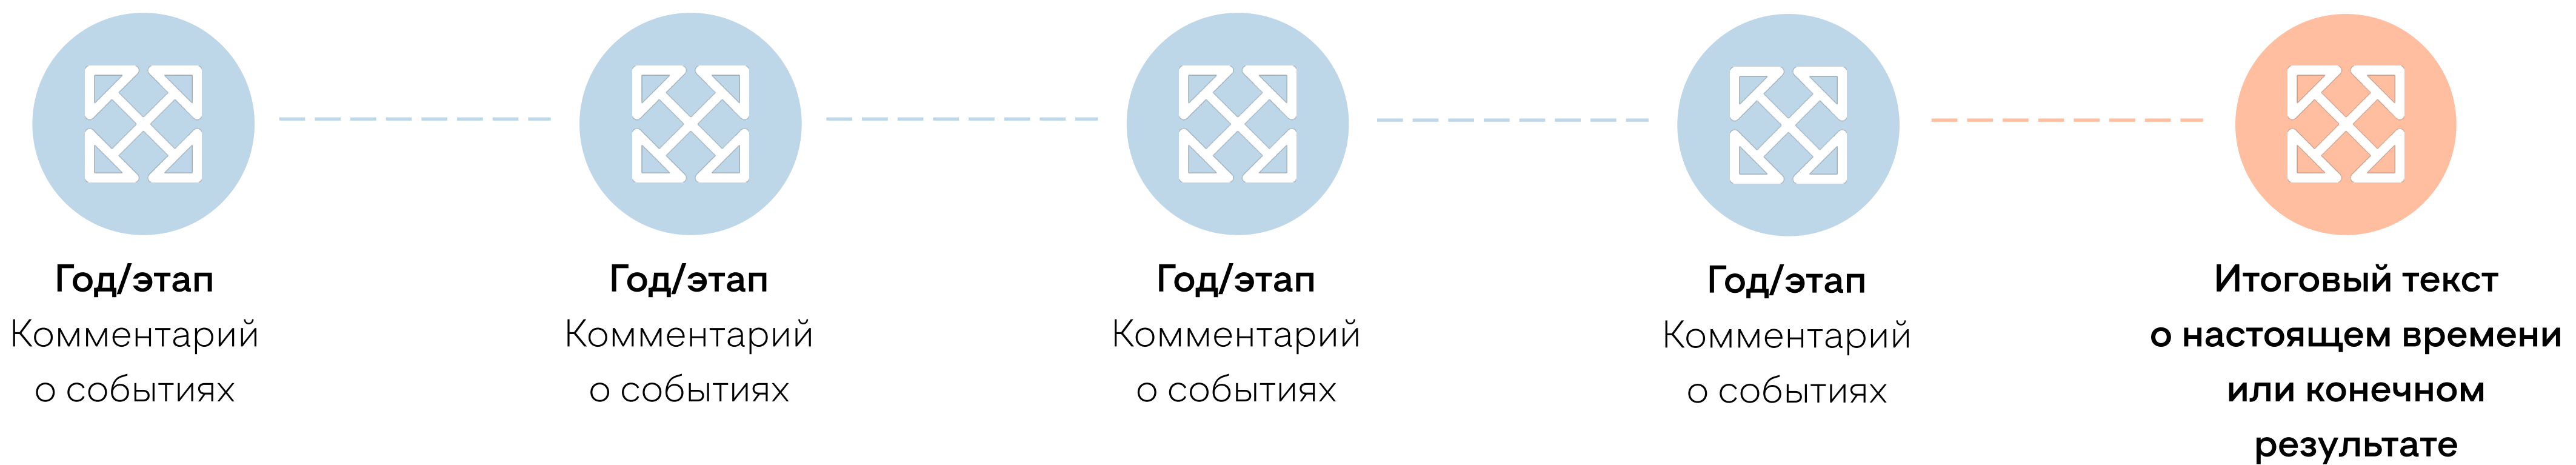 Год/этап
Комментарий
о событиях
Год/этап
Комментарий
о событиях
Год/этап
Комментарий
о событиях
Год/этап
Комментарий
о событиях
Итоговый текст
о настоящем времени
или конечном
результате